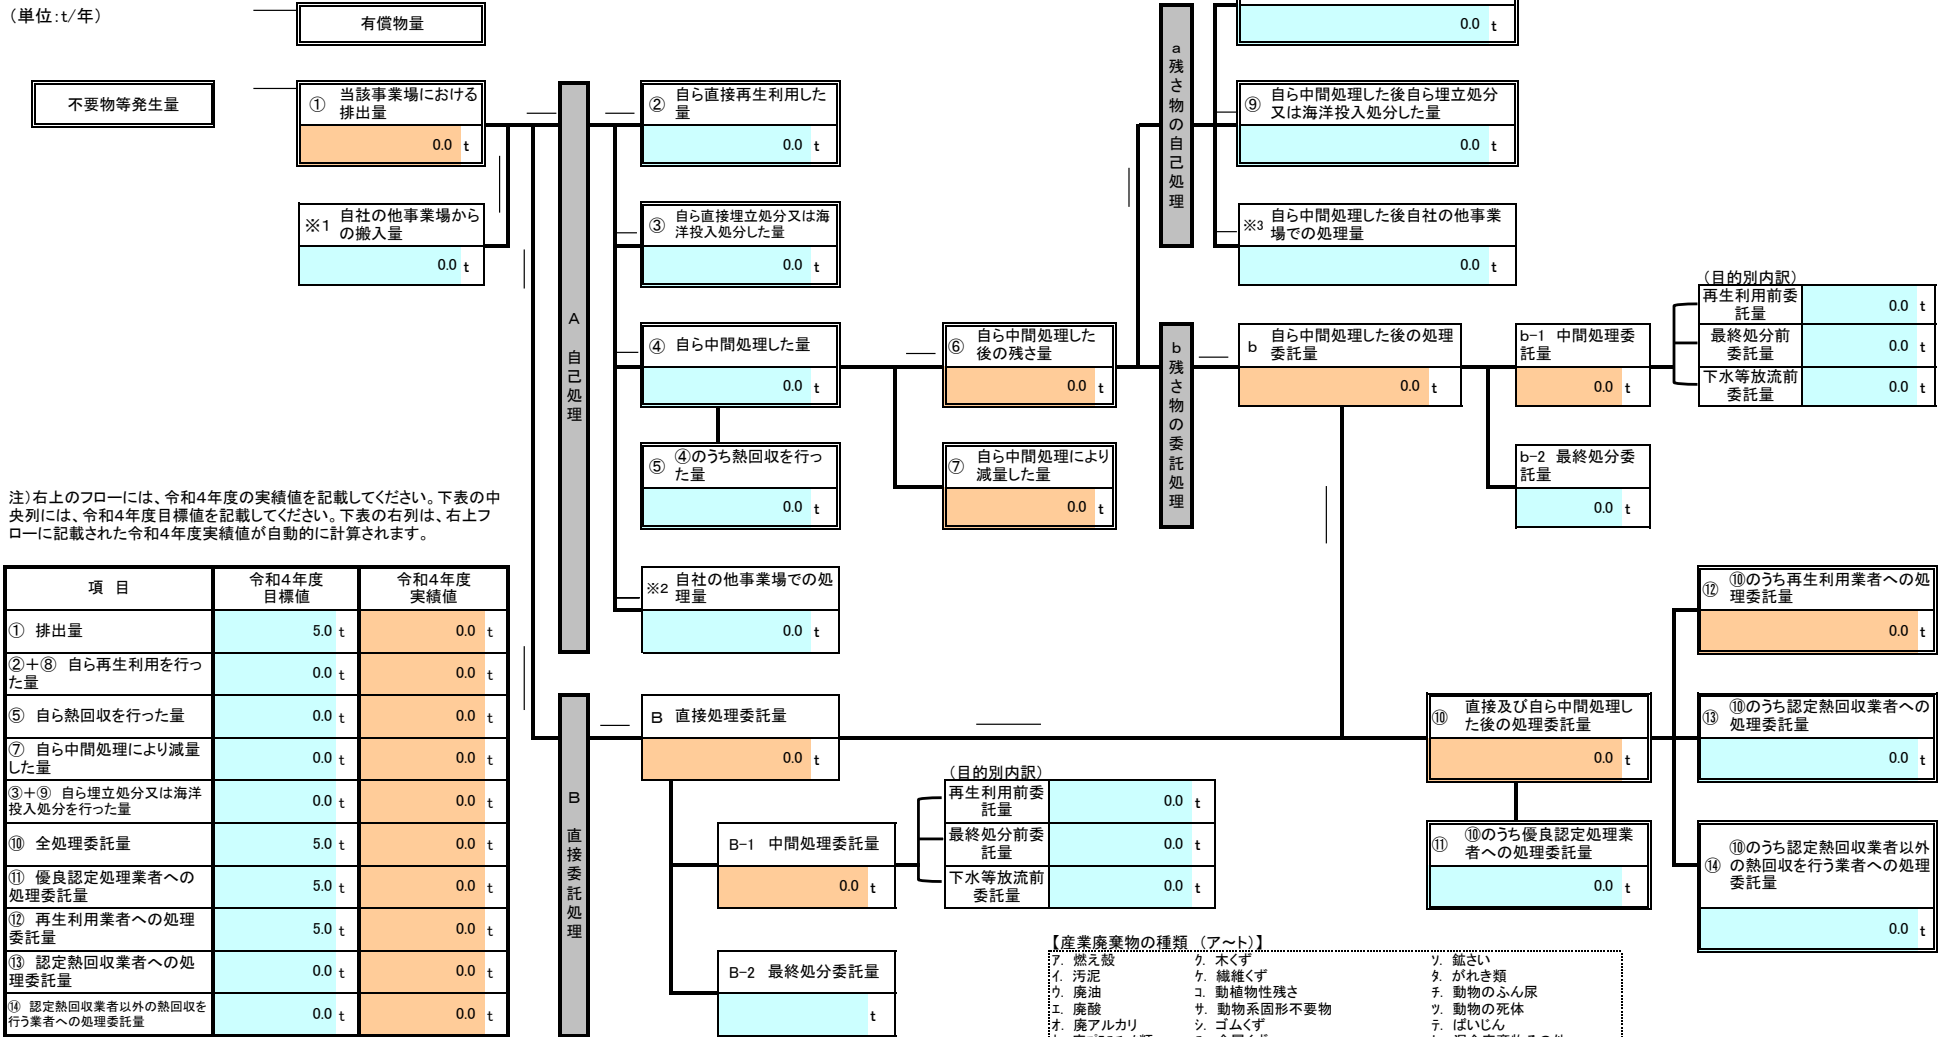 （単位：t/年）
有償物量
0.0 t
不要物等発生量
① 当該事業場における
排出量
0.0 t
※1 自社の他事業場から
の搬入量
0.0 t
A 自己処理
② 自ら直接再生利用した
量
0.0 t
③ 自ら直接埋立処分又は海
洋投入処分した量
0.0 t
④ 自ら中間処理した量
0.0 t
⑤ ④のうち熱回収を行っ
た量
0.0 t
※2 自社の他事業場での処
理量
0.0 t
⑥ 自ら中間処理した
後の残さ量
0.0 t
⑦ 自ら中間処理により
減量した量
0.0 t
a 残さ物の自己処理
⑨ 自ら中間処理した後自ら埋立処分
又は海洋投入処分した量
0.0 t
※3 自ら中間処理した後自社の他事業
場での処理量
0.0 t
b 残さ物の委託処理
b 自ら中間処理した後の処理
委託量
0.0 t
b-1 中間処理委
託量
0.0 t
b-2 最終処分委
託量
0.0 t
（目的別内訳）
再生利用前委
託量
0.0 t
最終処分前
委託量
0.0 t
下水等放流前
委託量
0.0 t
注）右上のフローには、令和4年度の実績値を記載してください。下表の中
央列には、令和4年度目標値を記載してください。下表の右列は、右上フ
ローに記載された令和4年度実績値が自動的に計算されます。
項 目 令和4年度
目標値 令和4年度
実績値
① 排出量 5.0 t 0.0 t
②＋⑧ 自ら再生利用を行っ
た量 0.0 t 0.0 t
⑤ 自ら熱回収を行った量 0.0 t 0.0 t
⑦ 自ら中間処理により減量
した量 0.0 t 0.0 t
③＋⑨ 自ら埋立処分又は海洋
投入処分を行った量 0.0 t 0.0 t
⑩ 全処理委託量 5.0 t 0.0 t
⑪ 優良認定処理業者への
処理委託量 5.0 t 0.0 t
⑫ 再生利用業者への処理
委託量 5.0 t 0.0 t
⑬ 認定熱回収業者への処
理委託量 0.0 t 0.0 t
⑭ 認定熱回収業者以外の熱回収を
行う業者への処理委託量 0.0 t 0.0 t
B 直接委託処理
B 直接処理委託量
0.0 t
B-1 中間処理委託量
0.0 t
B-2 最終処分委託量
t
（目的別内訳）
再生利用前委
託量
0.0 t
最終処分前委
託量
0.0 t
下水等放流前
委託量
0.0 t
⑩ 直接及び自ら中間処理し
た後の処理委託量
0.0 t
⑪ ⑩のうち優良認定処理業
者への処理委託量
0.0 t
⑫ ⑩のうち再生利用業者への処
理委託量
0.0 t
⑬ ⑩のうち認定熱回収業者への
処理委託量
0.0 t
⑭ ⑩のうち認定熱回収業者以外
の熱回収を行う業者への処理
委託量
0.0 t
【産業廃棄物の種類 （ア～ト）】
ア. 燃え殻 ク. 木くず ソ. 鉱さい
イ. 汚泥 ケ. 繊維くず タ. がれき類
ウ. 廃油 コ. 動植物性残さ チ. 動物のふん尿
エ. 廃酸 サ. 動物系固形不要物 ツ. 動物の死体
オ. 廃アルカリ シ. ゴムくず テ. ばいじん